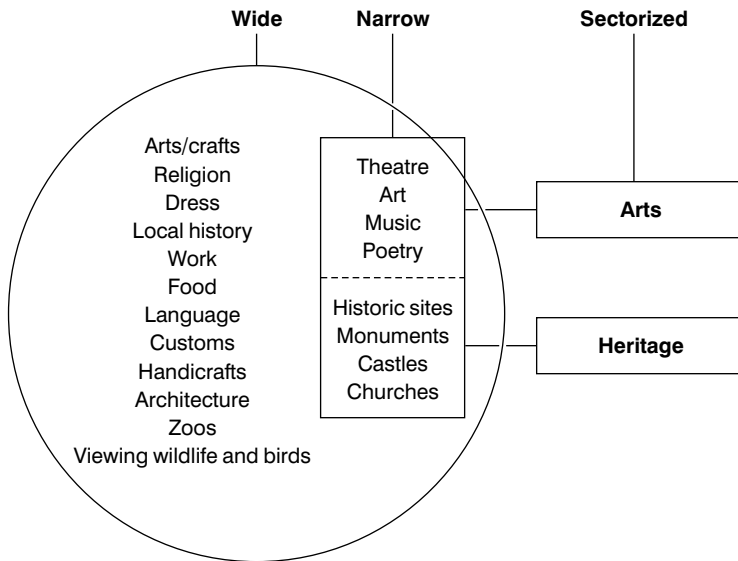 Wide Narrow Sectorized
Arts/crafts
Religion
Dress
Local history
Work
Food
Language
Customs
Handicrafts
Architecture
Zoos
Viewing wildlife and birds
Theatre
Art
Music
Poetry
Historic sites
Monuments
Castles
Churches
Arts
Heritage